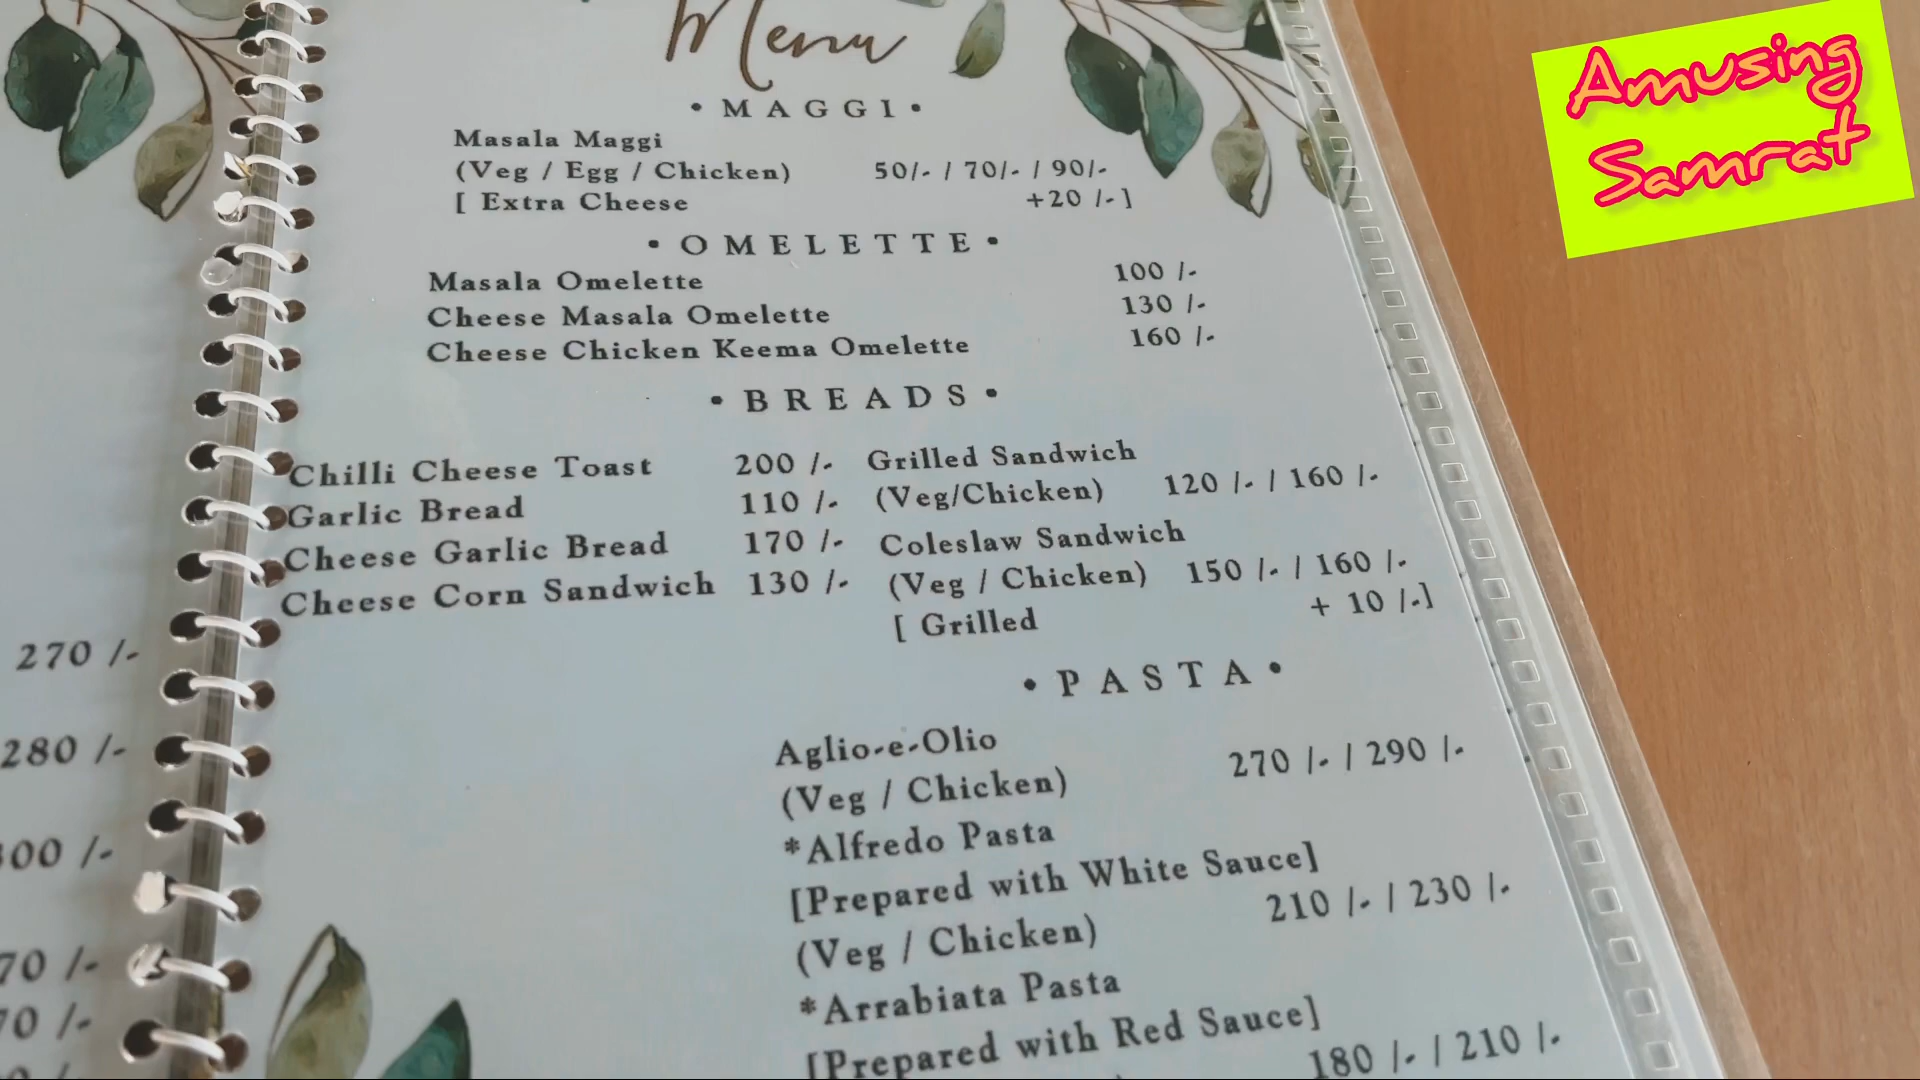 Menu
• MAGGI •
Masala Maggi
(Veg / Egg / Chicken) 50/- / 70/- / 90/-
[ Extra Cheese +20 /-]
• OMELETTE •
Masala Omelette 100 /-
Cheese Masala Omelette 130 /-
Cheese Chicken Keema Omelette 160 /-
• BREADS •
Chilli Cheese Toast 200 /-
Garlic Bread 110 /-
Cheese Garlic Bread 170 /-
Cheese Corn Sandwich 130 /-
Grilled Sandwich
(Veg/Chicken) 120 /- / 160 /-
Coleslaw Sandwich
(Veg / Chicken) 150 /- / 160 /-
[ Grilled + 10 /-]
• PASTA •
Aglio-e-Olio
(Veg / Chicken) 270 /- / 290 /-
*Alfredo Pasta
[Prepared with White Sauce]
(Veg / Chicken) 210 /- / 230 /-
*Arrabiata Pasta
[Prepared with Red Sauce]
180 /- / 210 /-
270 /-
280 /-
Amusing
Samrat